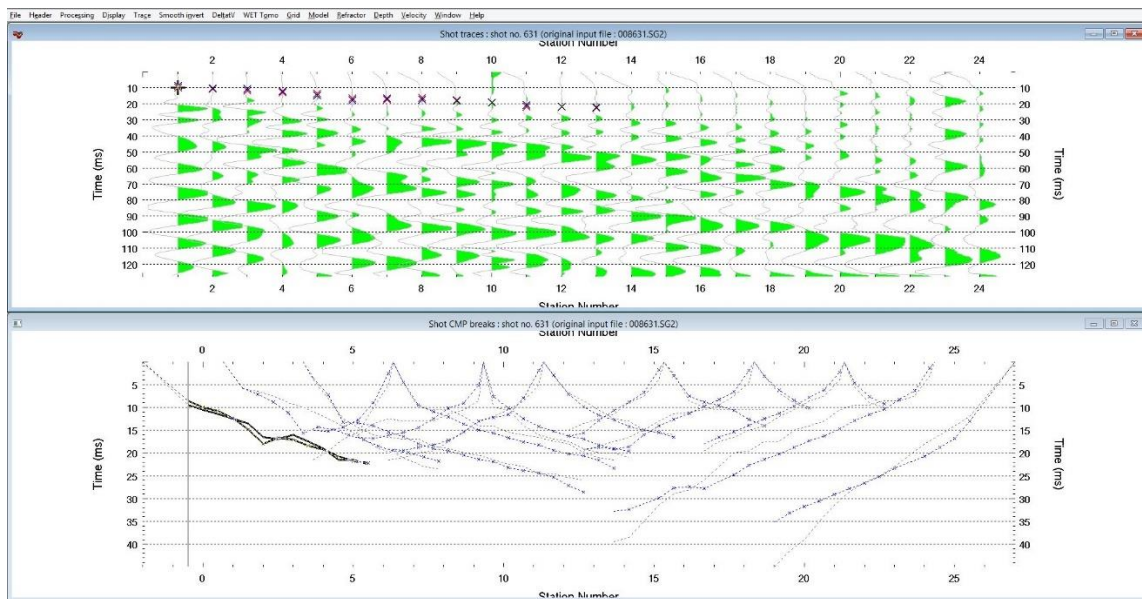 File Header Processing Display Trace Smooth invert DeltatV WET Tomo Grid Model Refractor Depth Velocity Window Help
Shot traces : shot no. 631 (original input file : 008631.SG2)
Station Number
2 4 6 8 10 12 14 16 18 20 22 24
10 10
20 20
30 30
40 40
50 50
60 60
70 70
80 80
90 90
100 100
110 110
120 120
Time (ms)
Time (ms)
2 4 6 8 10 12 14 16 18 20 22 24
Station Number
Shot CMP breaks : shot no. 631 (original input file : 008631.SG2)
Station Number
0 5 10 15 20 25
5 5
10 10
15 15
20 20
25 25
30 30
35 35
40 40
Time (ms)
Time (ms)
0 5 10 15 20 25
Station Number